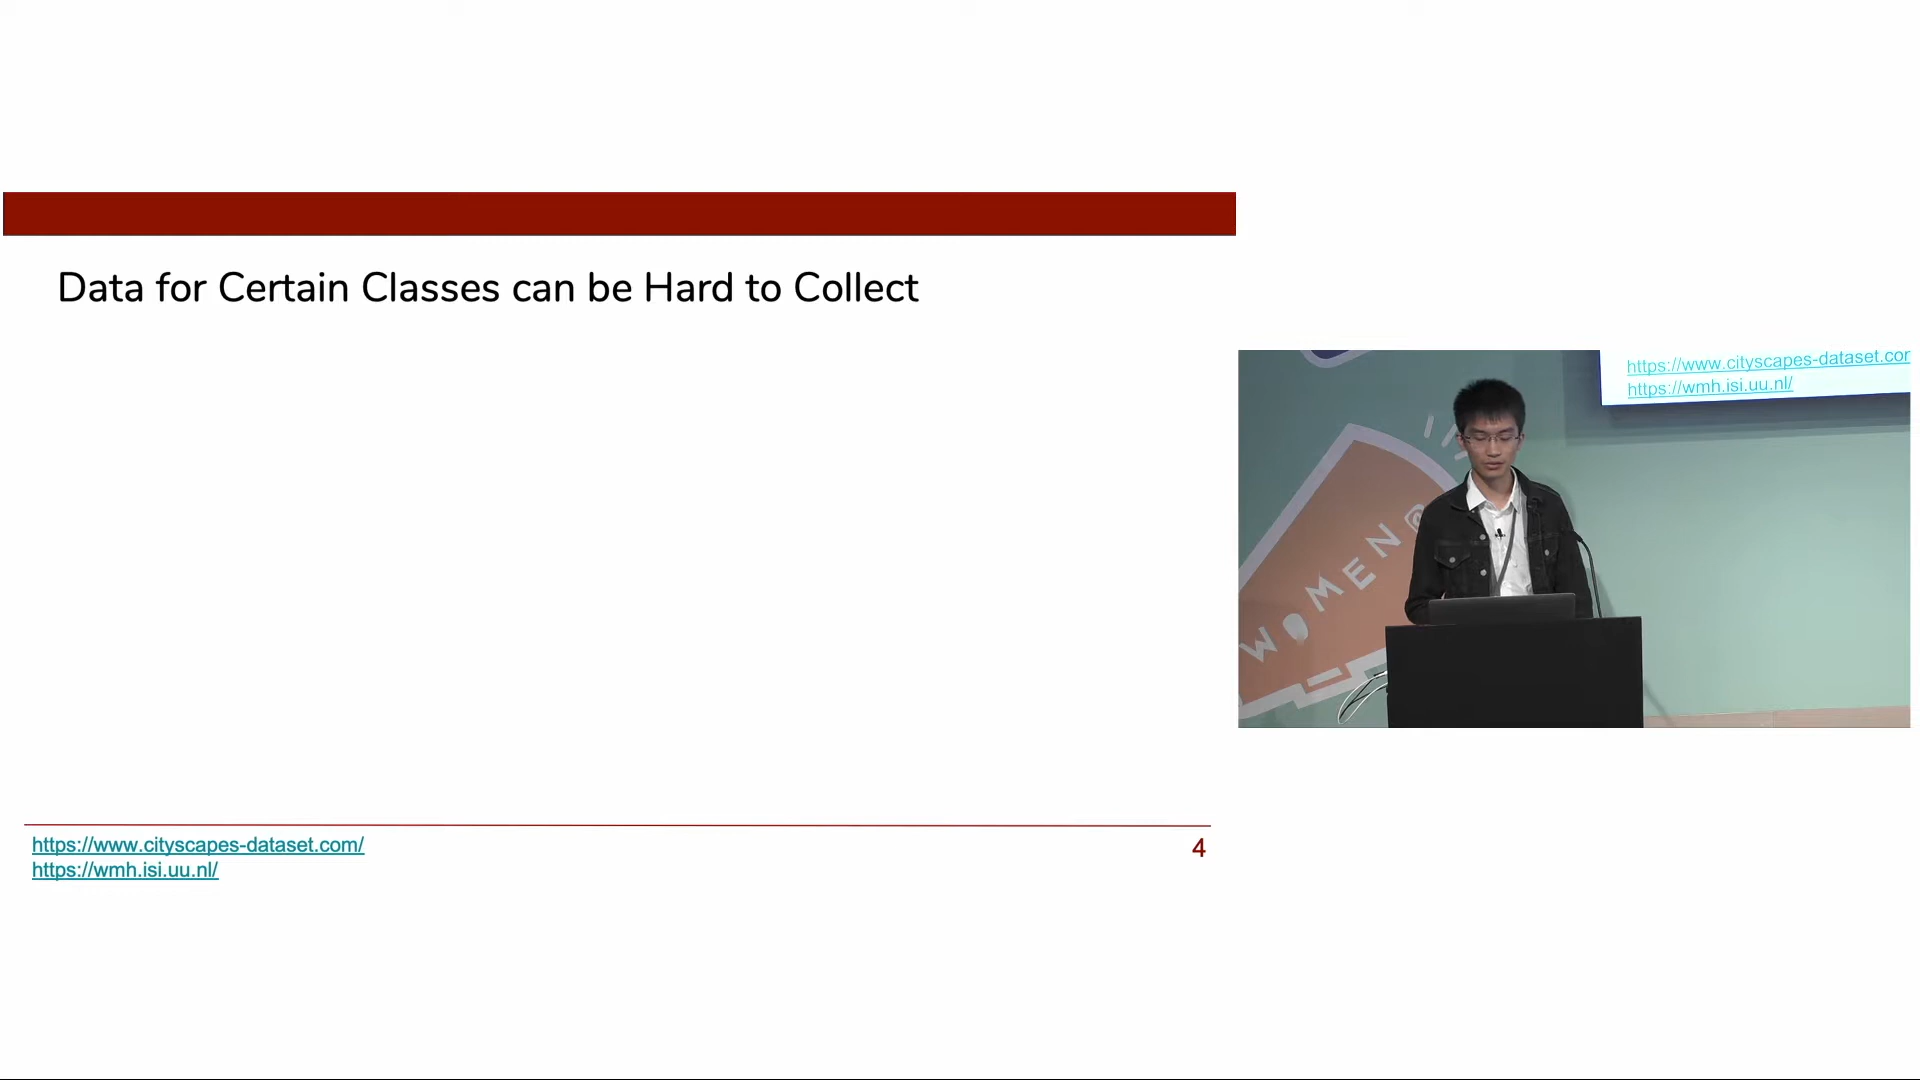 Data for Certain Classes can be Hard to Collect
https://www.cityscapes-dataset.com/
https://wmh.isi.uu.nl/
4
https://www.cityscapes-dataset.com
https://wmh.isi.uu.nl/
WOMEN@